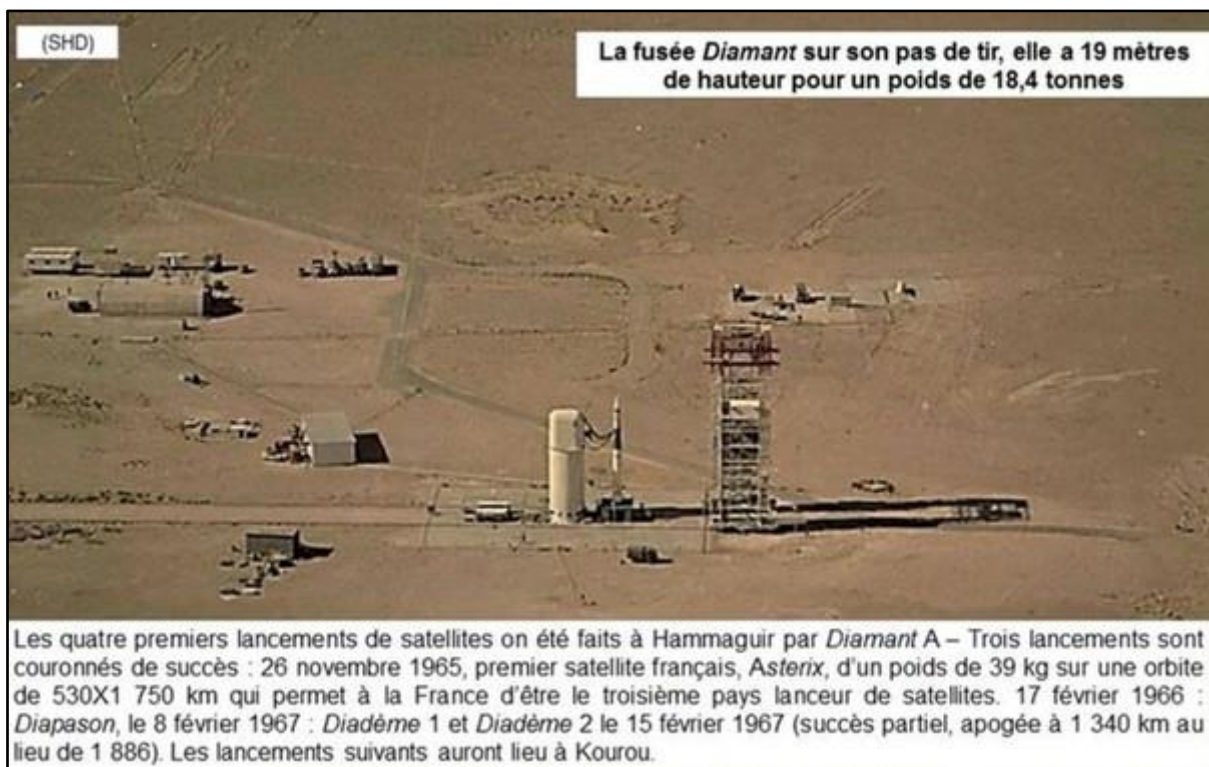 (SHD)
La fusée Diamant sur son pas de tir, elle a 19 mètres
de hauteur pour un poids de 18,4 tonnes
Les quatre premiers lancements de satellites on été faits à Hammaguir par Diamant A – Trois lancements sont
couronnés de succès : 26 novembre 1965, premier satellite français, Asterix, d'un poids de 39 kg sur une orbite
de 530X1 750 km qui permet à la France d'être le troisième pays lanceur de satellites. 17 février 1966 :
Diapason, le 8 février 1967 : Diadême 1 et Diadême 2 le 15 février 1967 (succès partiel, apogée à 1 340 km au
lieu de 1 886). Les lancements suivants auront lieu à Kourou.